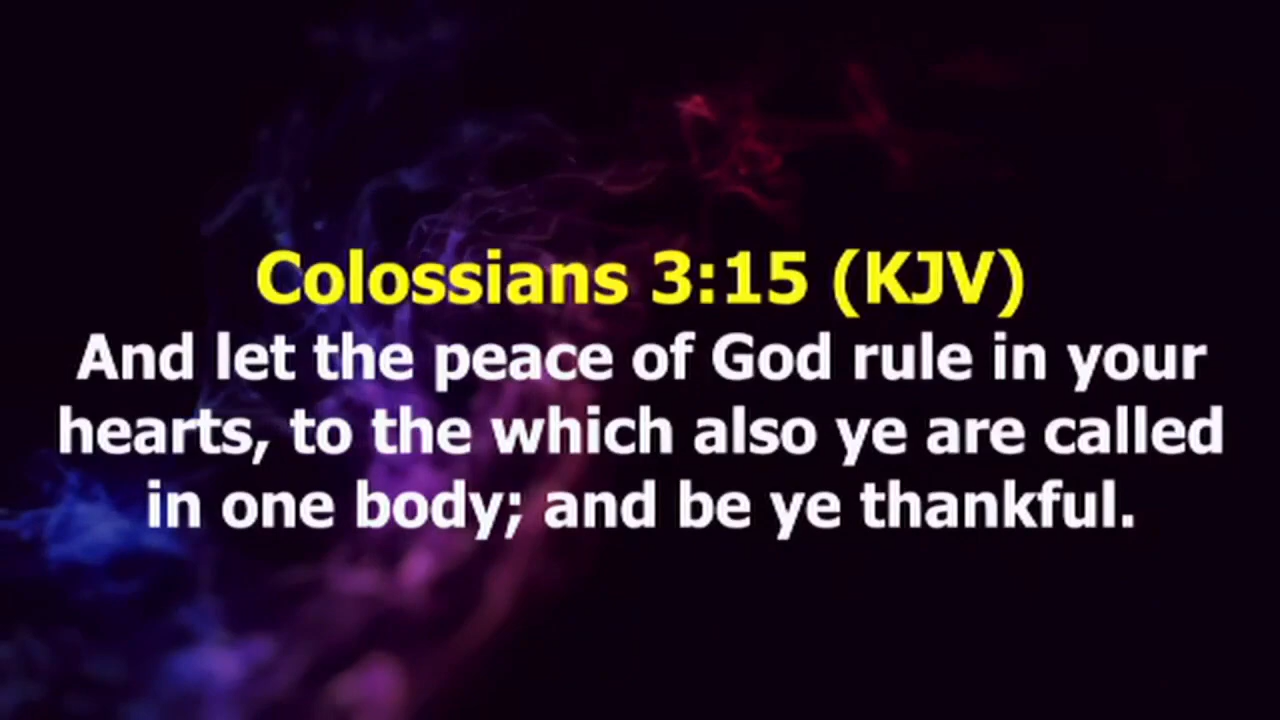 Colossians 3:15 (KJV)
And let the peace of God rule in your
hearts, to the which also ye are called
in one body; and be ye thankful.